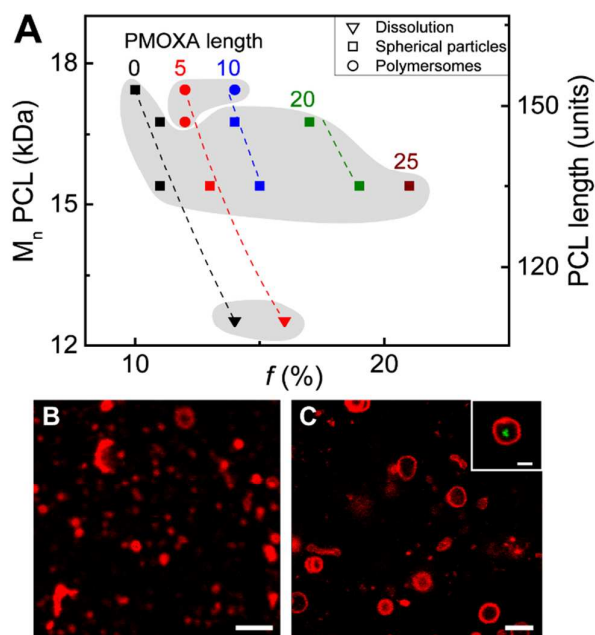 A
PMOXA length
0
5
10
20
25
Dissolution
Spherical particles
Polymersomes
18
15
12
Mn PCL (kDa)
150
120
PCL length (units)
10
20
f (%)
B
C